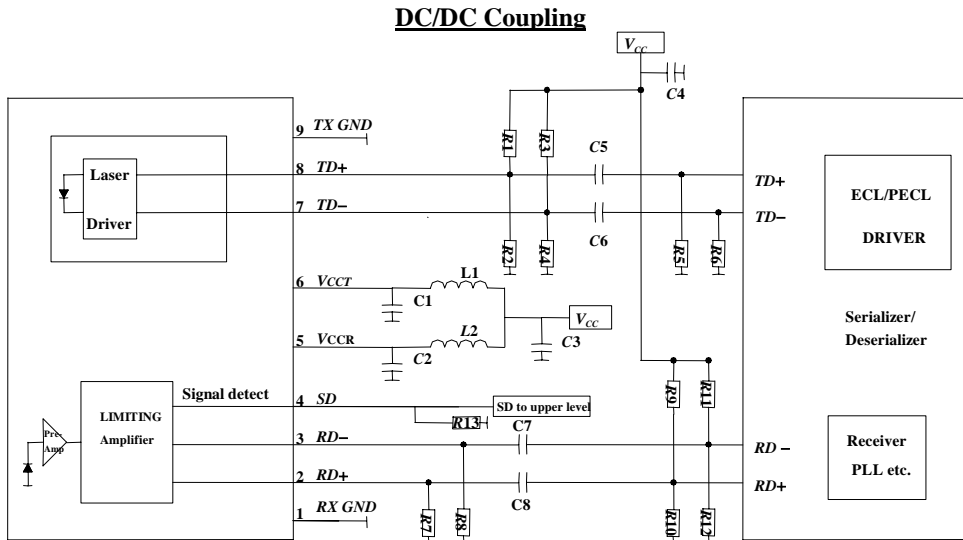 DC/DC Coupling
V CC
C4
9 TX GND
R1
R3
C5
Laser
Driver
8 TD+
TD+
7 TD−
TD−
C6
R2
R4
R5
R6
ECL/PECL
DRIVER
6 VCCT
L1
C1
V CC
C3
5 VCCR
L2
C2
Serializer/
Deserializer
Signal detect
4 SD
SD to upper level
R13
R9
R11
LIMITING
Amplifier
Pre-
Amp
3 RD−
C7
RD −
2 RD+
C8
RD+
Receiver
PLL etc.
1 RX GND
R7
R8
R10
R12